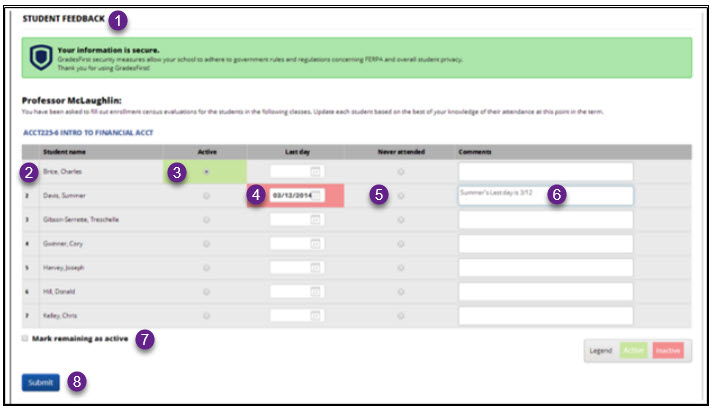 STUDENT FEEDBACK 1
Your information is secure.
GradesFirst security measures allow your school to adhere to government rules and regulations concerning FERPA and overall student privacy.
Thank you for using GradesFirst!
Professor McLaughlin:
You have been asked to fill out enrollment census evaluations for the students in the following classes. Update each student based on the best of your knowledge of their attendance at this point in the term.
ACCT225-6 INTRO TO FINANCIAL ACCT
Student name Active Last day Never attended Comments
2 Brice, Charles 3
2 Davis, Summer 4 03/12/2014 5 Summer's Last day is 3/12 6
3 Gibson-Serrette, Treschelle
4 Gwinner, Cory
5 Harvey, Joseph
6 Hill, Donald
7 Kelley, Chris
Mark remaining as active 7
Legend Active Inactive
Submit 8